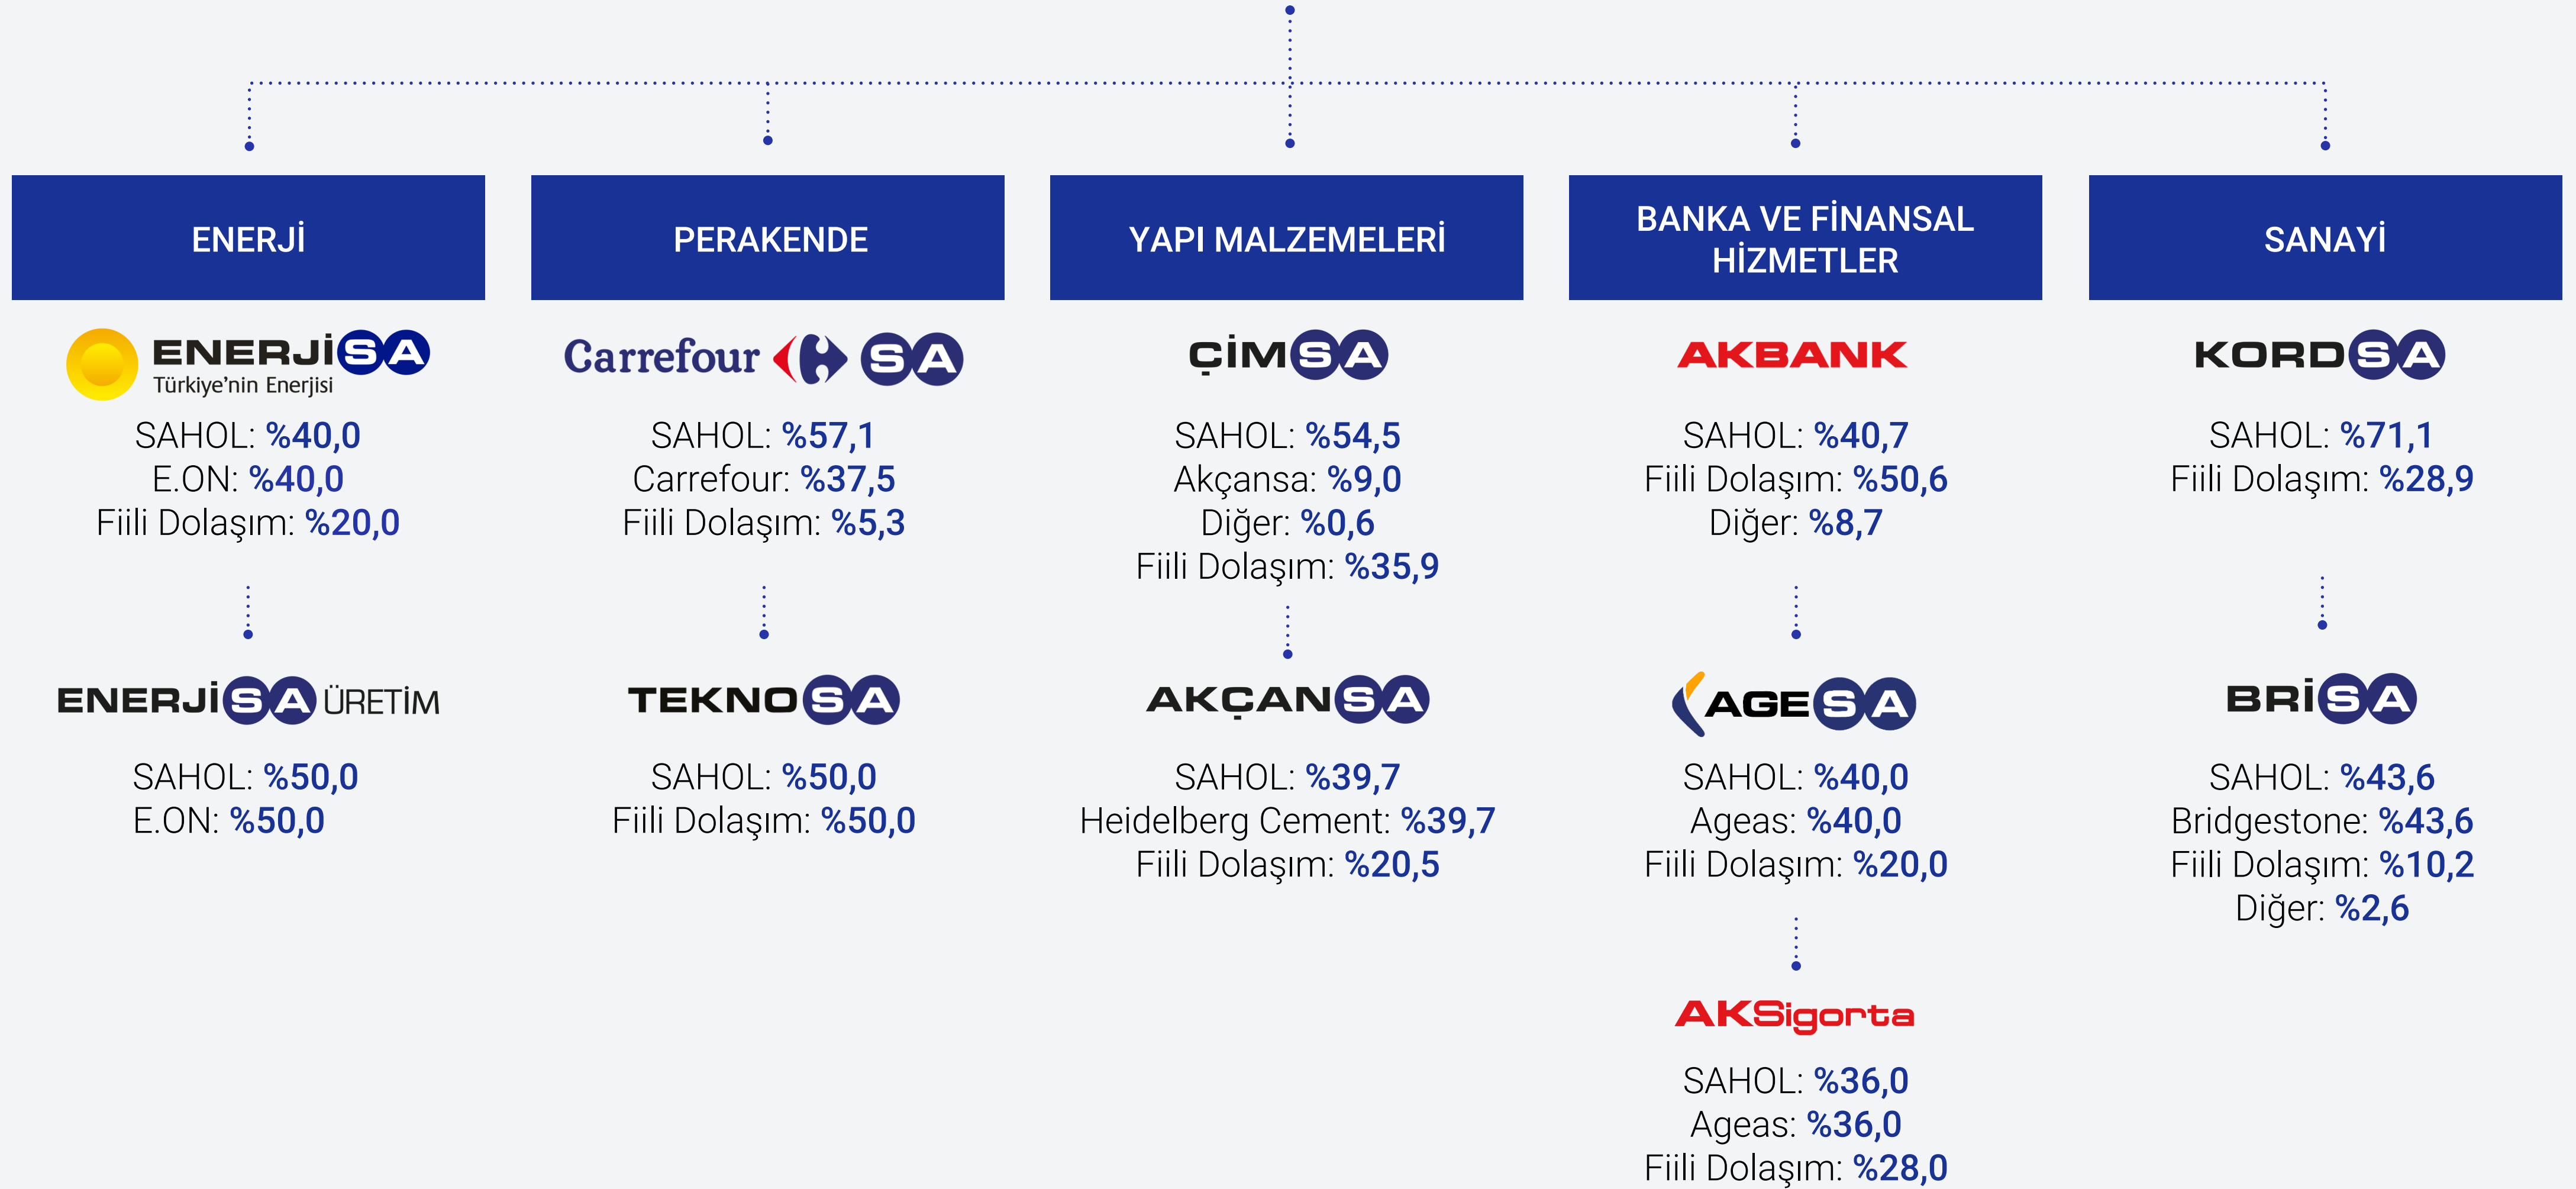 ENERJİ
ENERJİSA
Türkiye'nin Enerjisi
SAHOL: %40,0
E.ON: %40,0
Fiili Dolaşım: %20,0
ENERJİSA ÜRETİM
SAHOL: %50,0
E.ON: %50,0
PERAKENDE
Carrefour SA
SAHOL: %57,1
Carrefour: %37,5
Fiili Dolaşım: %5,3
TEKNOSA
SAHOL: %50,0
Fiili Dolaşım: %50,0
YAPI MALZEMELERİ
ÇİMSA
SAHOL: %54,5
Akçansa: %9,0
Diğer: %0,6
Fiili Dolaşım: %35,9
AKÇANSA
SAHOL: %39,7
Heidelberg Cement: %39,7
Fiili Dolaşım: %20,5
BANKA VE FİNANSAL
HİZMETLER
AKBANK
SAHOL: %40,7
Fiili Dolaşım: %50,6
Diğer: %8,7
AGESA
SAHOL: %40,0
Ageas: %40,0
Fiili Dolaşım: %20,0
AKSigorta
SAHOL: %36,0
Ageas: %36,0
Fiili Dolaşım: %28,0
SANAYİ
KORDSA
SAHOL: %71,1
Fiili Dolaşım: %28,9
BRİSA
SAHOL: %43,6
Bridgestone: %43,6
Fiili Dolaşım: %10,2
Diğer: %2,6